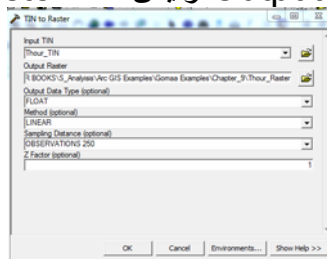 TIN to Raster
Input TIN
Thour_TIN
Output Raster
R BOOKS\S_Analysis\Arc GIS Examples\Gomaa Examples\Chapter_9\Thour_Raster
Output Data Type (optional)
FLOAT
Method (optional)
LINEAR
Sampling Distance (optional)
OBSERVATIONS 250
Z Factor (optional)
1
OK
Cancel
Environments...
Show Help >>